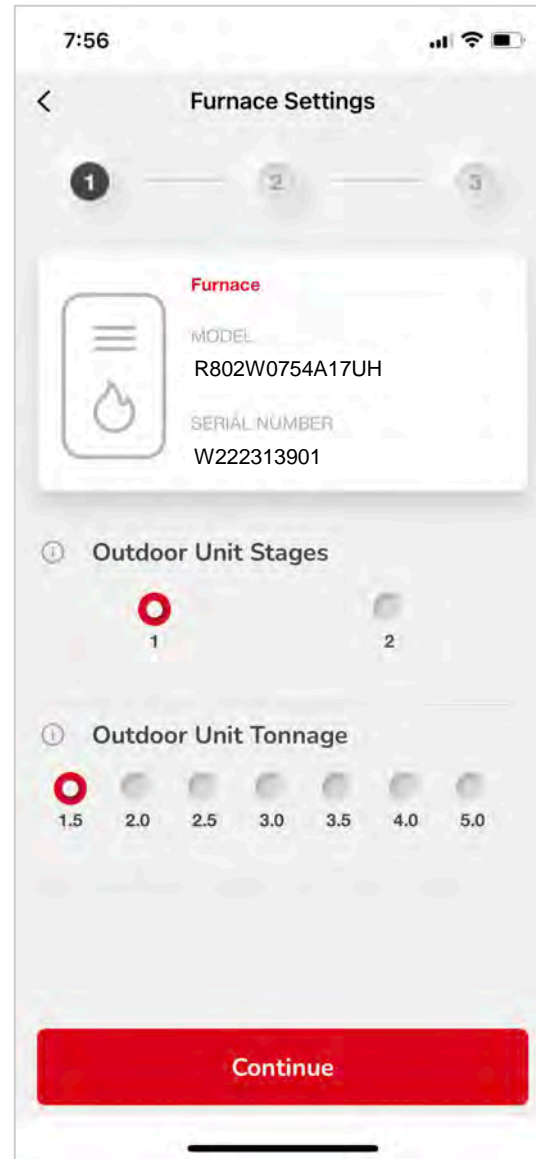 7:56
Furnace Settings
1 2 3
Furnace
MODEL
R802W0754A17UH
SERIAL NUMBER
W222313901
Outdoor Unit Stages
1 2
Outdoor Unit Tonnage
1.5 2.0 2.5 3.0 3.5 4.0 5.0
Continue